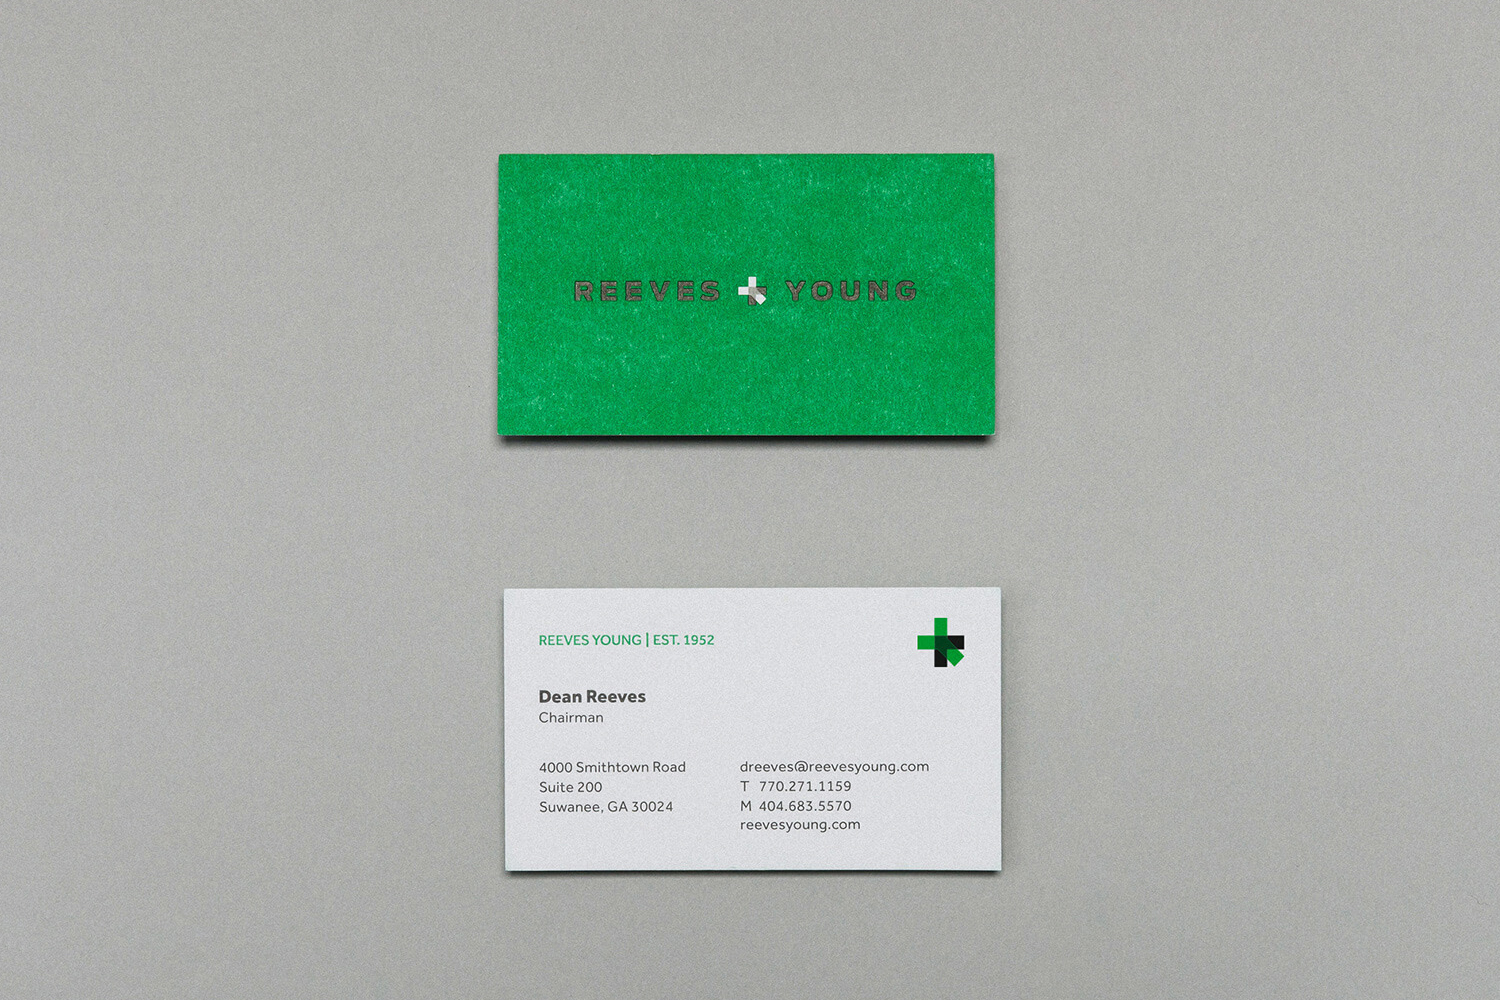 REEVES YOUNG
REEVES YOUNG | EST. 1952
Dean Reeves
Chairman
4000 Smithtown Road
Suite 200
Suwanee, GA 30024
dreeves@reevesyoung.com
T 770.271.1159
M 404.683.5570
reevesyoung.com